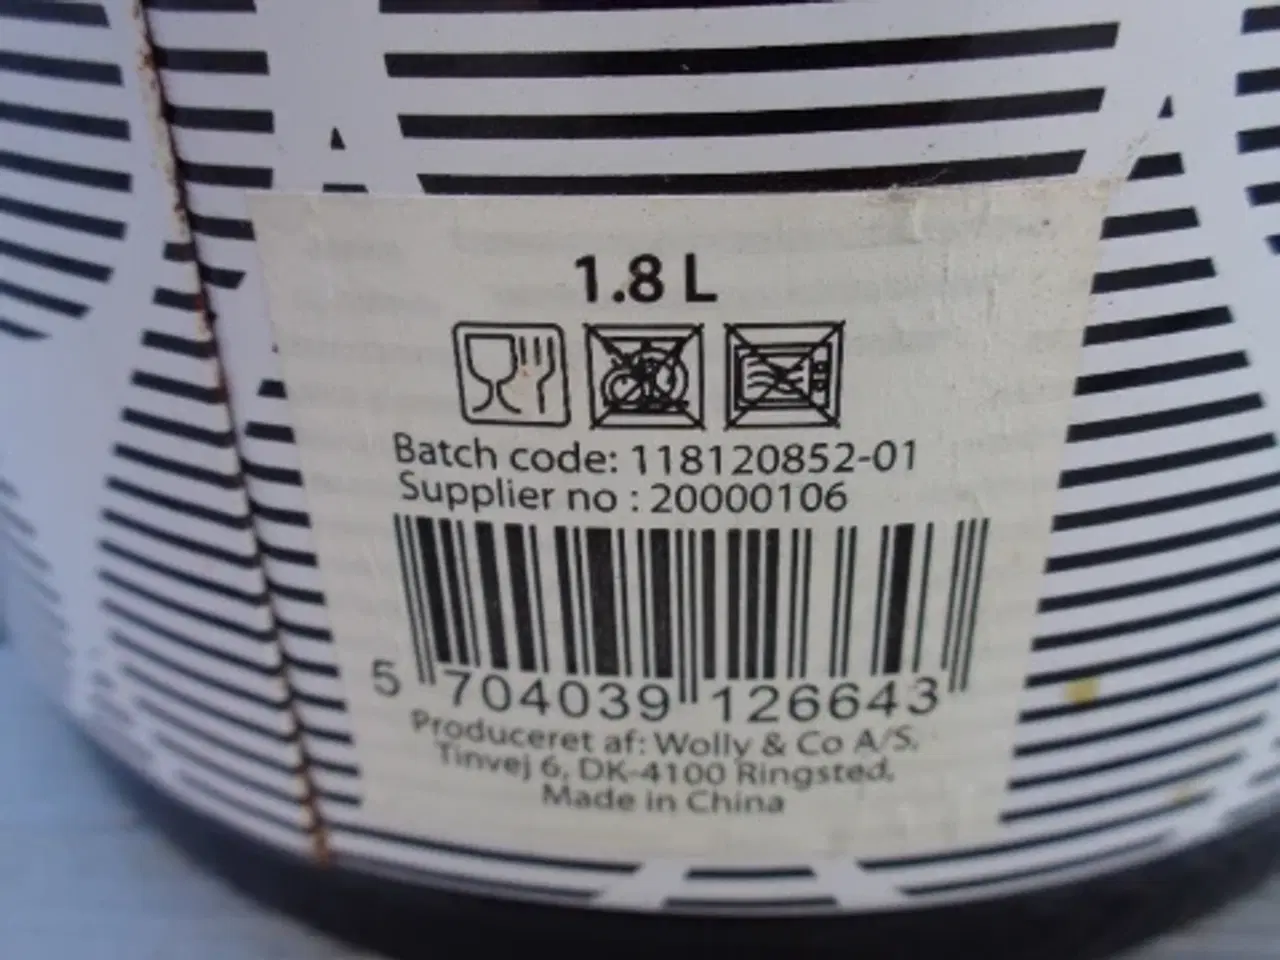 1.8 L
Batch code: 118120852-01
Supplier no : 20000106
5 704039 126643
Produceret af: Wolly & Co A/S,
Tinvej 6, DK-4100 Ringsted,
Made in China